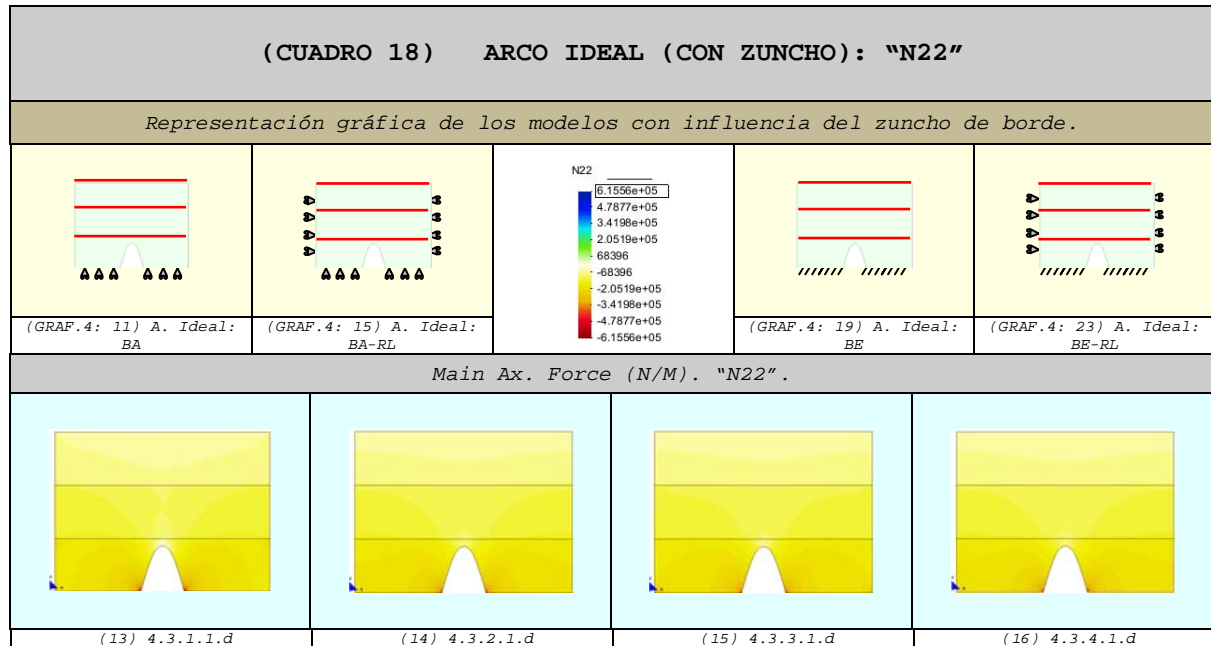 (CUADRO 18) ARCO IDEAL (CON ZUNCHO): “N22”
Representación gráfica de los modelos con influencia del zuncho de borde.
N22
6.1556e+05
4.7877e+05
3.4198e+05
2.0519e+05
68396
-68396
-2.0519e+05
-3.4198e+05
-4.7877e+05
-6.1556e+05
(GRAF.4: 11) A. Ideal:
BA
(GRAF.4: 15) A. Ideal:
BA-RL
(GRAF.4: 19) A. Ideal:
BE
(GRAF.4: 23) A. Ideal:
BE-RL
Main Ax. Force (N/M). “N22”.
(13) 4.3.1.1.d
(14) 4.3.2.1.d
(15) 4.3.3.1.d
(16) 4.3.4.1.d